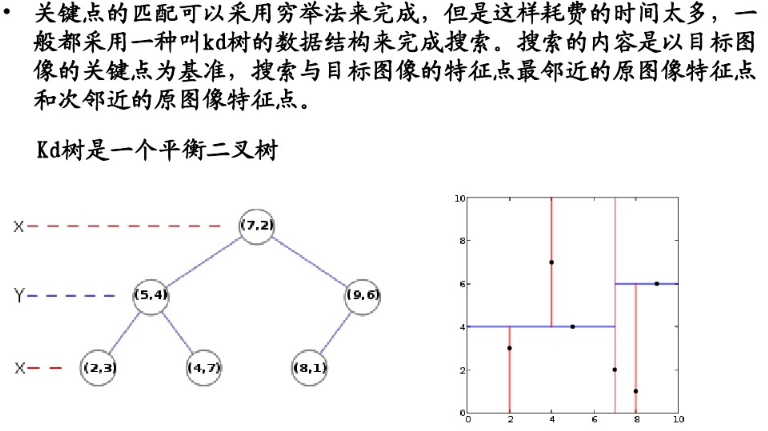 • 关键点的匹配可以采用穷举法来完成，但是这样耗费的时间太多，一
般都采用一种叫kd树的数据结构来完成搜索。搜索的内容是以目标图
像的关键点为基准，搜索与目标图像的特征点最邻近的原图像特征点
和次邻近的原图像特征点。
Kd树是一个平衡二叉树
X
(7,2)
Y
(5,4)
(9,6)
X
(2,3)
(4,7)
(8,1)
10
8
6
4
2
0
0 2 4 6 8 10